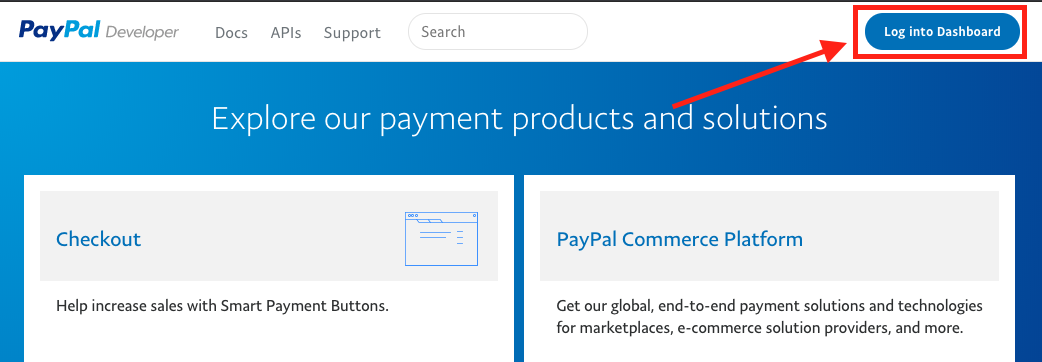 PayPal Developer
Docs APIs Support Search Log into Dashboard
Explore our payment products and solutions
Checkout
Help increase sales with Smart Payment Buttons.
PayPal Commerce Platform
Get our global, end-to-end payment solutions and technologies
for marketplaces, e-commerce solution providers, and more.